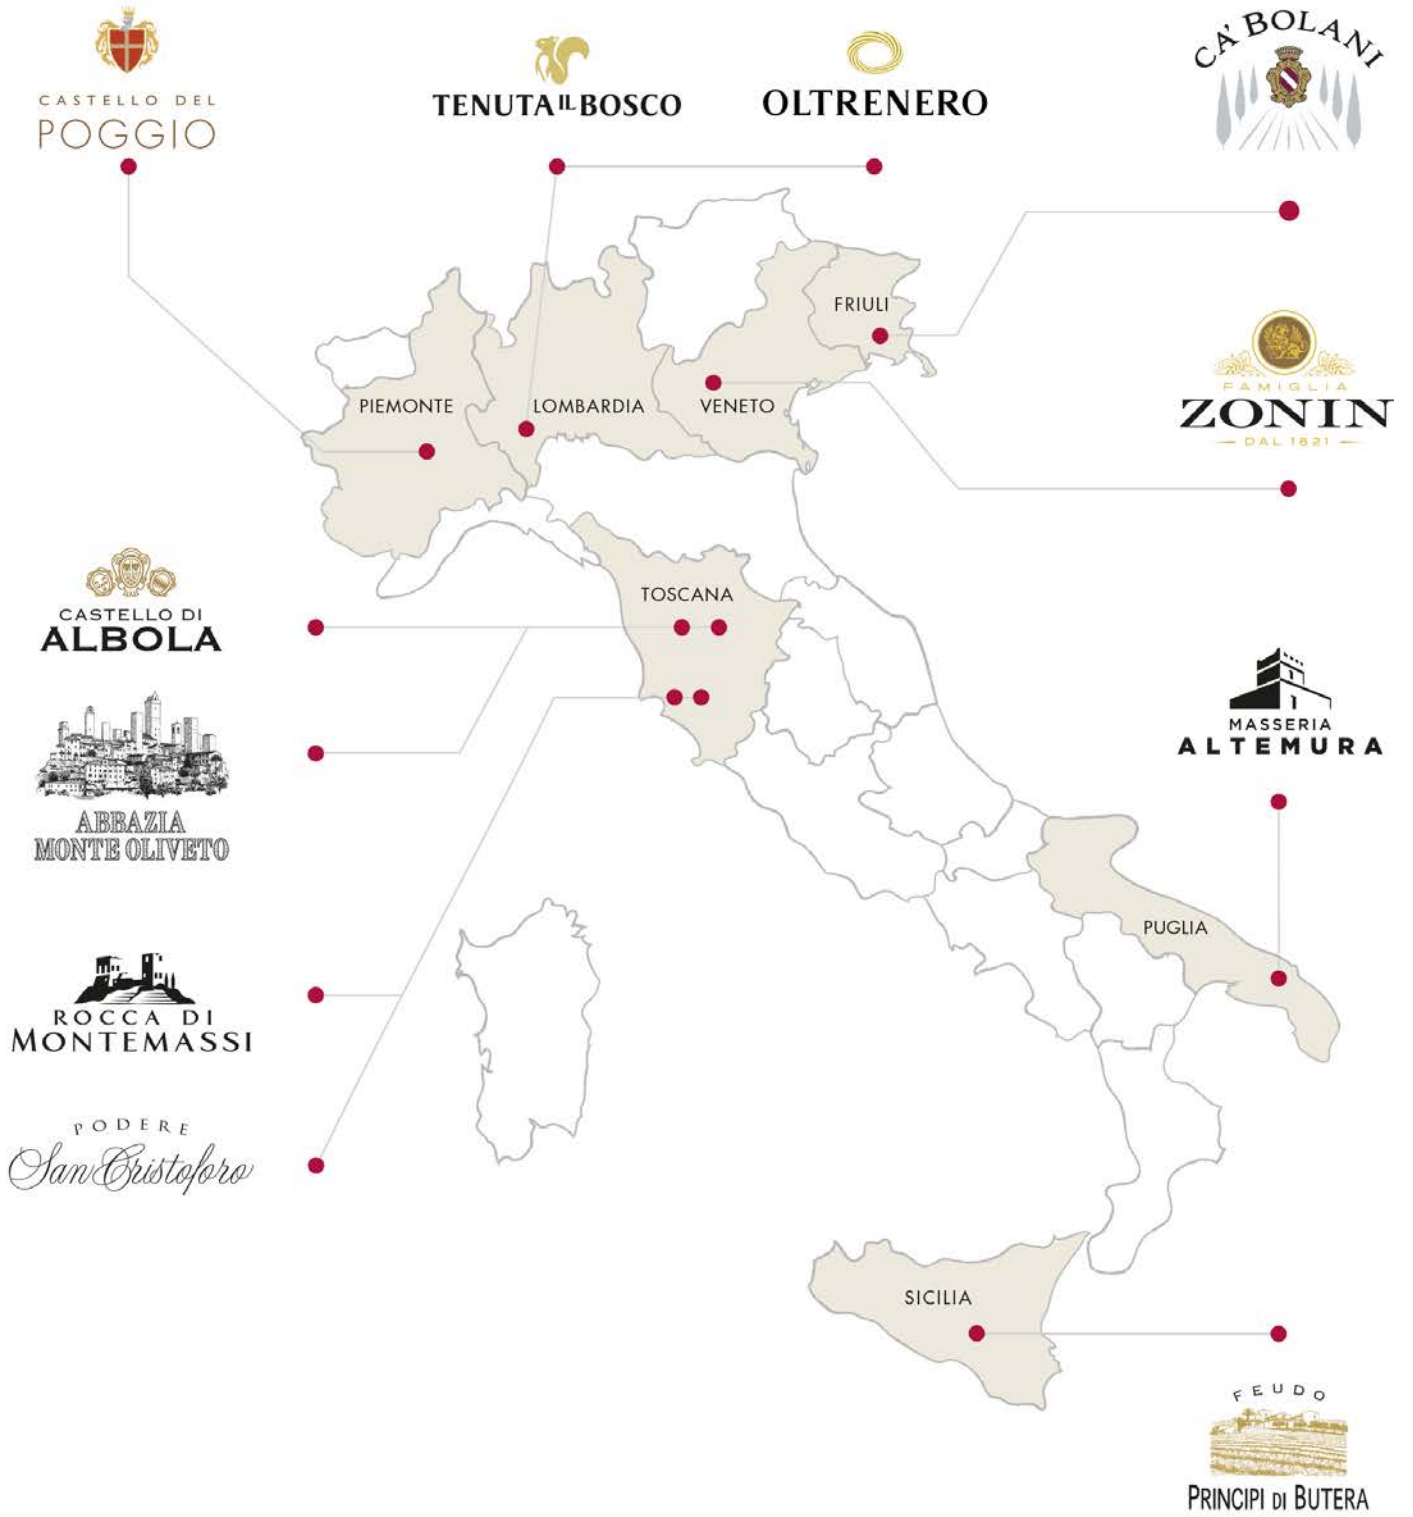 CASTELLO DEL
POGGIO
TENUTA IL BOSCO
OLTRENERO
CA' BOLANI
FRIULI
FAMIGLIA
ZONIN
DAL 1821
PIEMONTE
LOMBARDIA
VENETO
CASTELLO DI
ALBOLA
TOSCANA
ABBAZIA
MONTE OLIVETO
MASSERIA
ALTEMURA
PUGLIA
ROCCA DI
MONTEMASSI
PODERE
San Cristoforo
SICILIA
FEUDO
PRINCIPI DI BUTERA